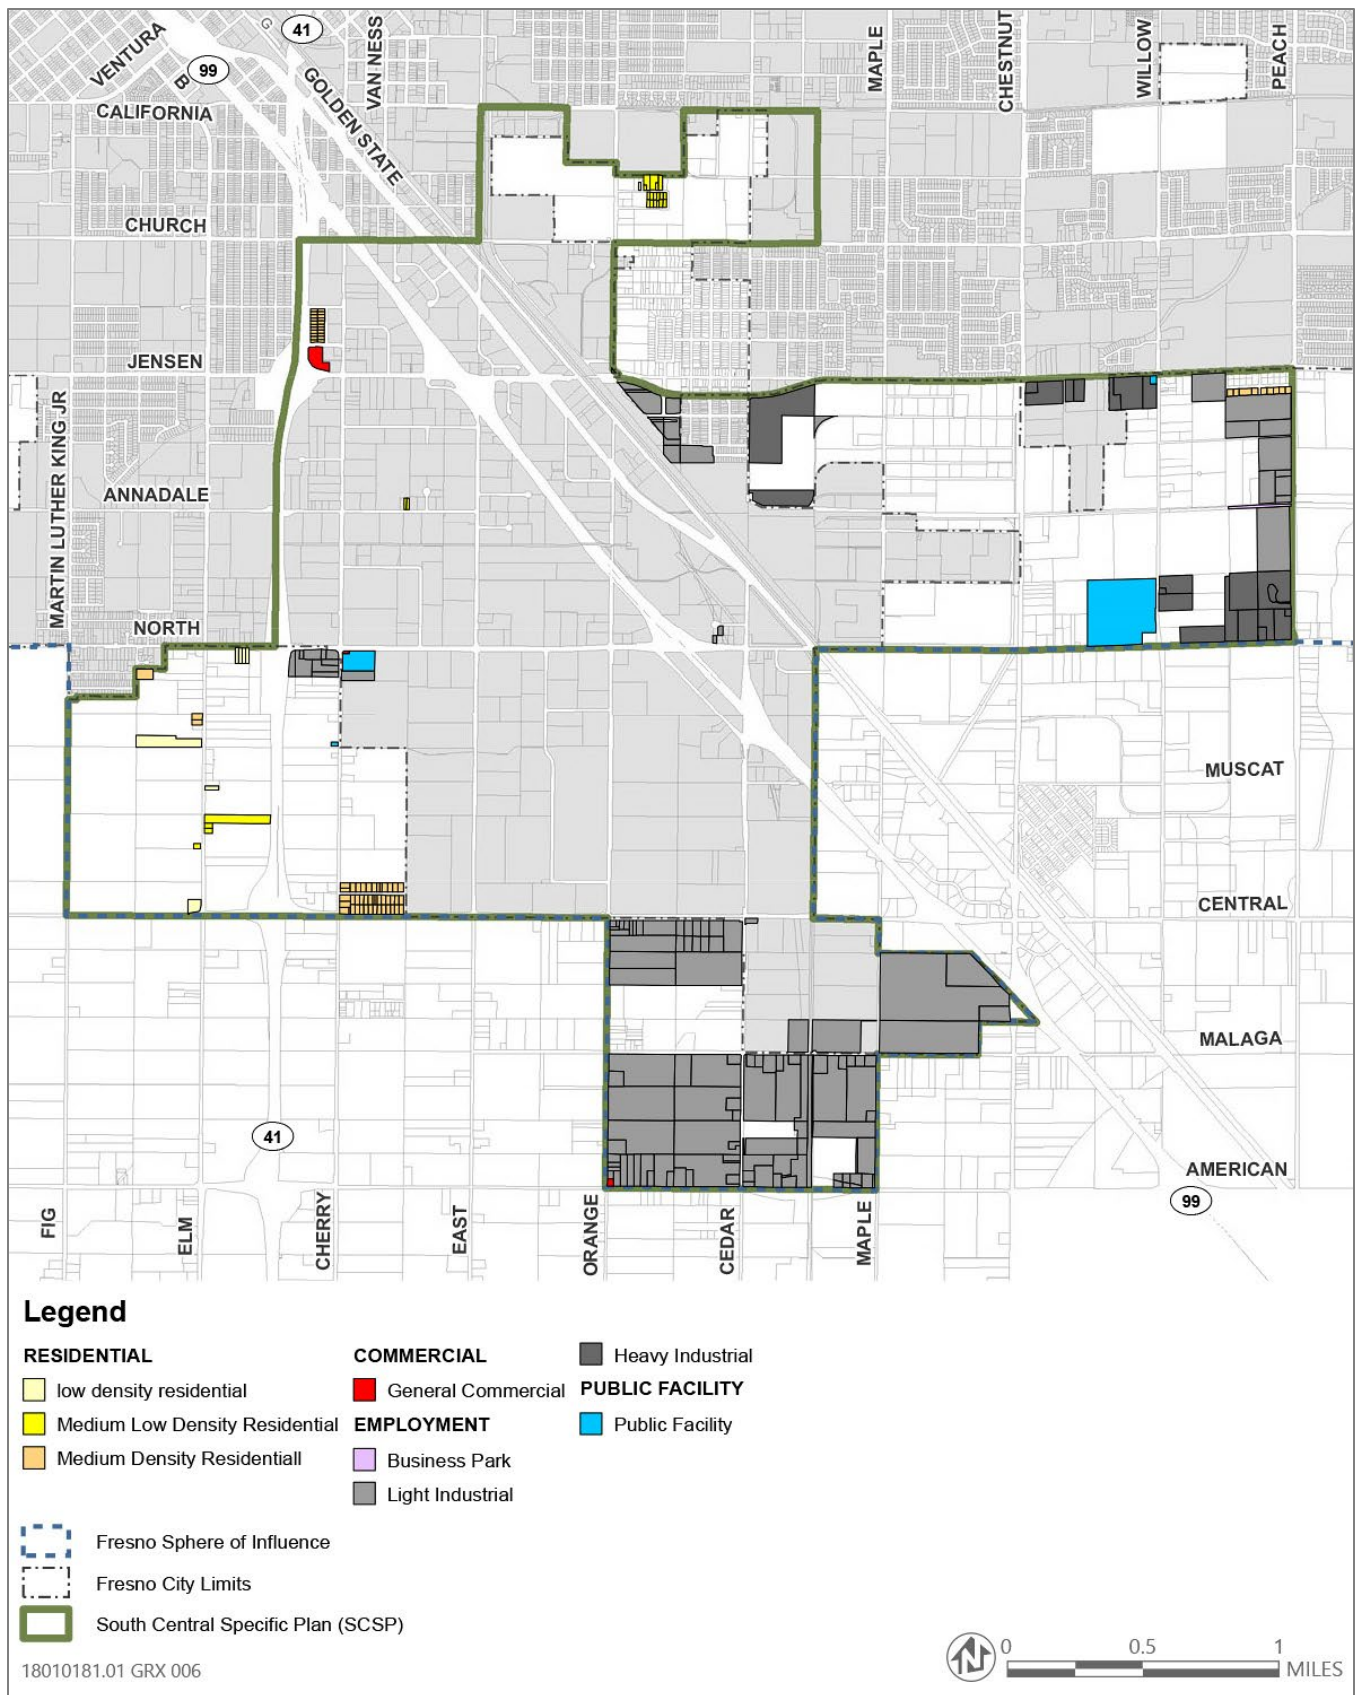 41
G
VENTURA
99
B
GOLDEN STATE
VAN NESS
MAPLE
CHESTNUT
WILLOW
PEACH
CALIFORNIA
CHURCH
JENSEN
MARTIN LUTHER KING JR
ANNADALE
NORTH
MUSCAT
CENTRAL
MALAGA
41
AMERICAN
99
FIG
ELM
CHERRY
EAST
ORANGE
CEDAR
MAPLE
Legend
RESIDENTIAL
low density residential
Medium Low Density Residential
Medium Density Residentiall
COMMERCIAL
General Commercial
EMPLOYMENT
Business Park
Light Industrial
Heavy Industrial
PUBLIC FACILITY
Public Facility
Fresno Sphere of Influence
Fresno City Limits
South Central Specific Plan (SCSP)
18010181.01 GRX 006
N
0 0.5 1
MILES